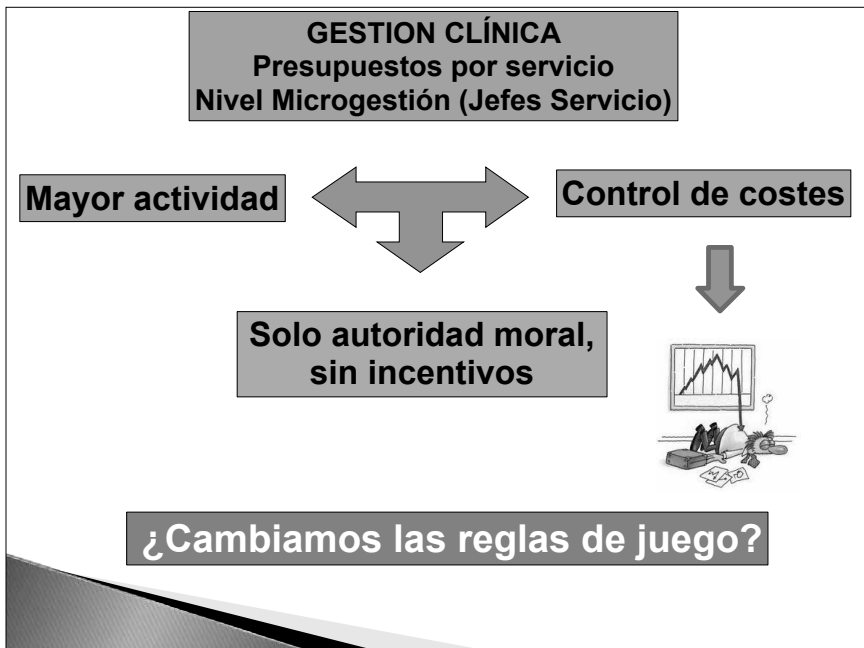 GESTION CLÍNICA
Presupuestos por servicio
Nivel Microgestión (Jefes Servicio)
Mayor actividad
Control de costes
Solo autoridad moral,
sin incentivos
¿Cambiamos las reglas de juego?